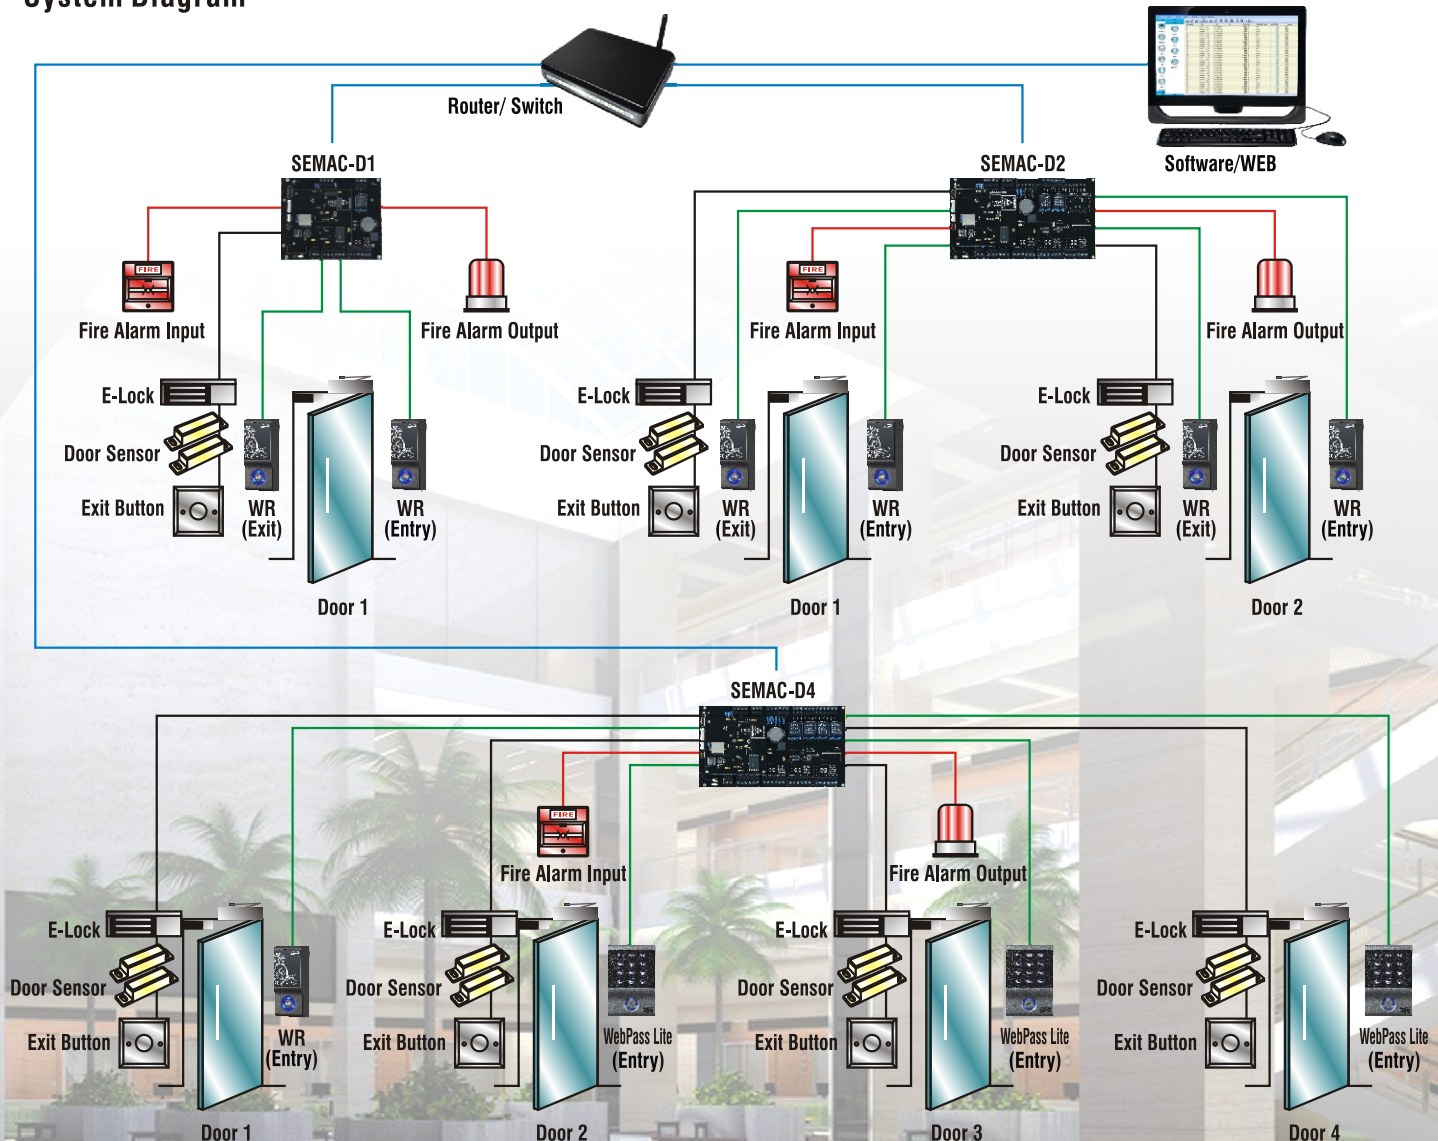 System Diagram
Router/ Switch
Software/WEB
SEMAC-D1
SEMAC-D2
FIRE
Fire Alarm Input
Fire Alarm Output
FIRE
Fire Alarm Input
Fire Alarm Output
E-Lock
Door Sensor
Exit Button
WR
(Exit)
WR
(Entry)
Door 1
E-Lock
Door Sensor
Exit Button
WR
(Exit)
WR
(Entry)
Door 1
E-Lock
Door Sensor
Exit Button
WR
(Exit)
WR
(Entry)
Door 2
SEMAC-D4
FIRE
Fire Alarm Input
Fire Alarm Output
E-Lock
Door Sensor
Exit Button
WR
(Entry)
Door 1
E-Lock
Door Sensor
Exit Button
WebPass Lite
(Entry)
Door 2
E-Lock
Door Sensor
Exit Button
WebPass Lite
(Entry)
Door 3
E-Lock
Door Sensor
Exit Button
WebPass Lite
(Entry)
Door 4